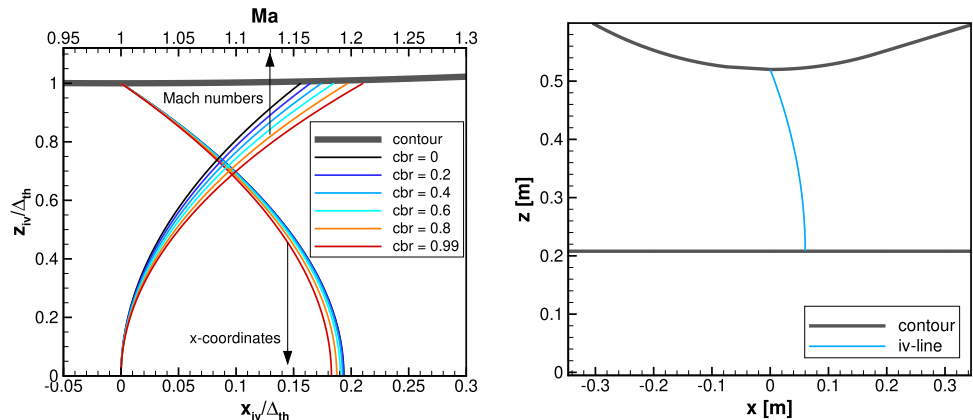 Ma
0.95 1 1.05 1.1 1.15 1.2 1.25 1.3
1
0.8
0.6
0.4
0.2
0
z_iv/Δ_th
Mach numbers
contour
cbr = 0
cbr = 0.2
cbr = 0.4
cbr = 0.6
cbr = 0.8
cbr = 0.99
x-coordinates
-0.05 0 0.05 0.1 0.15 0.2 0.25 0.3
x_iv/Δ_th
0.5
0.4
0.3
0.2
0.1
0
z [m]
contour
iv-line
-0.3 -0.2 -0.1 0 0.1 0.2 0.3
x [m]